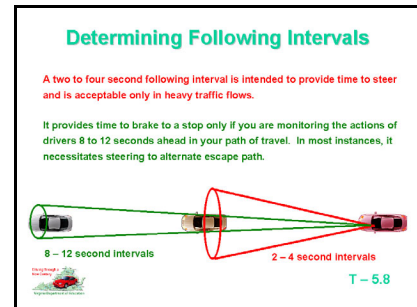 Determining Following Intervals
A two to four second following interval is intended to provide time to steer
and is acceptable only in heavy traffic flows.
It provides time to brake to a stop only if you are monitoring the actions of
drivers 8 to 12 seconds ahead in your path of travel. In most instances, it
necessitates steering to alternate escape path.
8 – 12 second intervals
2 – 4 second intervals
T – 5.8